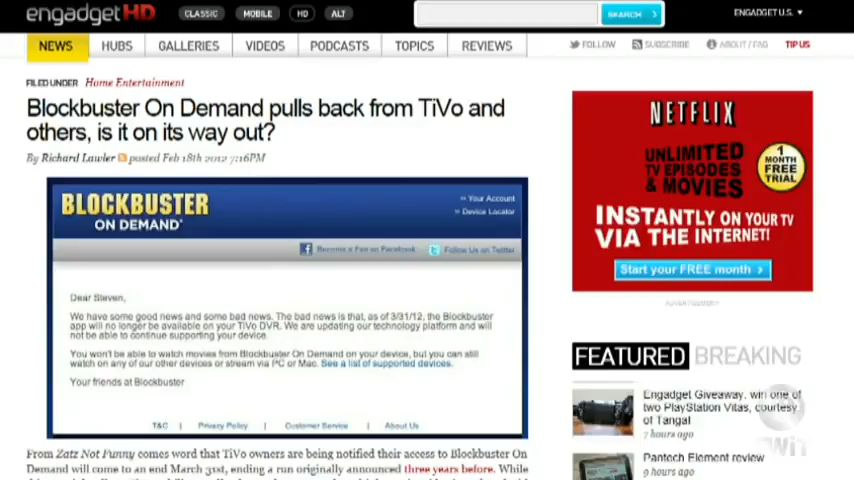 engadget HD
CLASSIC MOBILE HD ALT
SEARCH
ENGADGET U.S.
NEWS HUBS GALLERIES VIDEOS PODCASTS TOPICS REVIEWS
FOLLOW SUBSCRIBE ABOUT / FAQ TIP US
FILED UNDER Home Entertainment
Blockbuster On Demand pulls back from TiVo and
others, is it on its way out?
By Richard Lawler posted Feb 18th 2012 7:16PM
BLOCKBUSTER
ON DEMAND
Your Account
Device Locator
Become a Fan on Facebook Follow Us on Twitter
Dear Steven,
We have some good news and some bad news. The bad news is that, as of 3/31/12, the Blockbuster
app will no longer be available on your TiVo DVR. We are updating our technology platform and will
not be able to continue supporting your device.
You won't be able to watch movies from Blockbuster On Demand on your device, but you can still
watch on any of our other devices or stream via PC or Mac. See a list of supported devices.
Your friends at Blockbuster
T&C | Privacy Policy | Customer Service | About Us
From Zatz Not Funny comes word that TiVo owners are being notified their access to Blockbuster On
Demand will come to an end March 31st, ending a run originally announced three years before. While
NETFLIX
UNLIMITED
TV EPISODES
& MOVIES
1
MONTH
FREE
TRIAL
INSTANTLY ON YOUR TV
VIA THE INTERNET!
Start your FREE month >
ADVERTISEMENT
FEATURED BREAKING
Engadget Giveaway: win one of
two PlayStation Vitas, courtesy
of Tanga!
7 hours ago
Pantech Element review
9 hours ago
TWiT